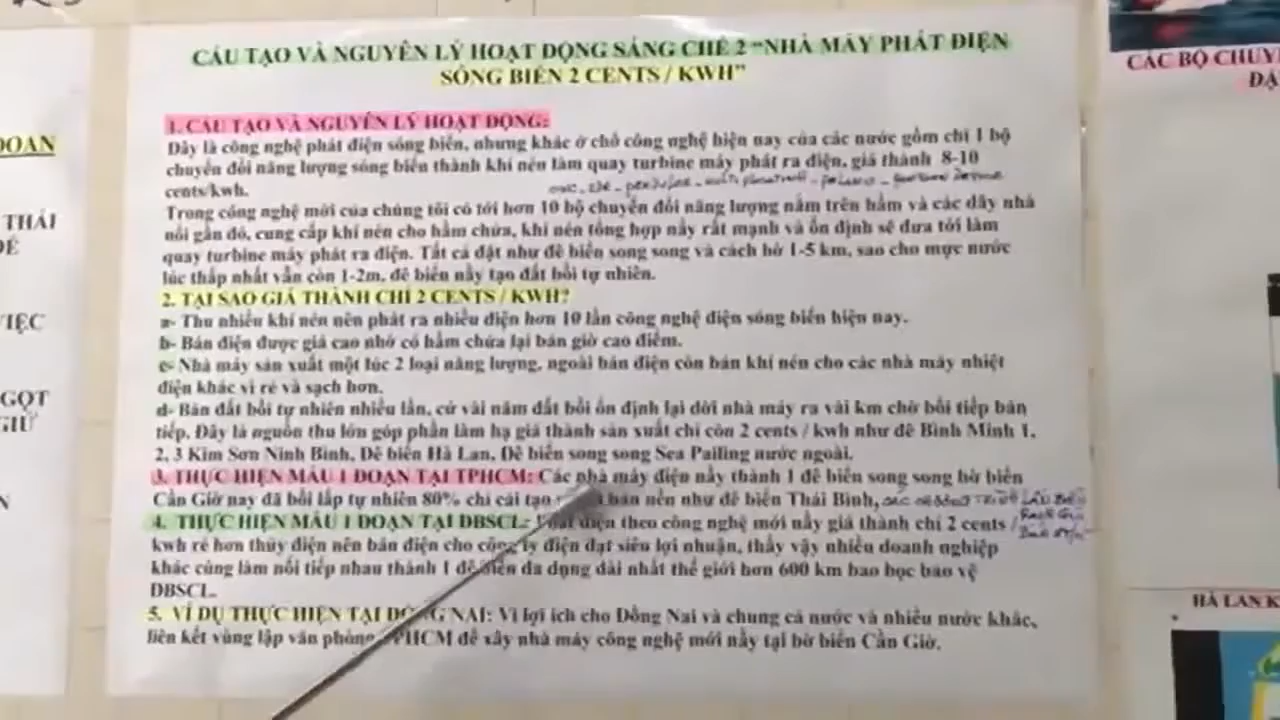 CẤU TẠO VÀ NGUYÊN LÝ HOẠT ĐỘNG SÁNG CHẾ 2 "NHÀ MÁY PHÁT ĐIỆN
SÓNG BIỂN 2 CENTS / KWH"
1. CẤU TẠO VÀ NGUYÊN LÝ HOẠT ĐỘNG:
Đây là công nghệ phát điện sóng biển, nhưng khác ở chỗ công nghệ hiện nay của các nước gồm chỉ 1 bộ
chuyển đổi năng lượng sóng biển thành khí nén làm quay turbine máy phát ra điện, giá thành 8-10
cents/kwh.
Trong công nghệ mới của chúng tôi có tới hơn 10 bộ chuyển đổi năng lượng nằm trên hầm và các dãy nhà
nối gần đó, cung cấp khí nén cho hầm chứa, khí nén tổng hợp nầy rất mạnh và ổn định sẽ đưa tới làm
quay turbine máy phát ra điện. Tất cả đặt như đê biển song song và cách bờ 1-5 km, sao cho mực nước
lúc thấp nhất vẫn còn 1-2m, đê biển nầy tạo đất bồi tự nhiên.
2. TẠI SAO GIÁ THÀNH CHỈ 2 CENTS / KWH?
a- Thu nhiều khí nén nên phát ra nhiều điện hơn 10 lần công nghệ điện sóng biển hiện nay.
b- Bán điện được giá cao nhờ có hầm chứa lại bán giờ cao điểm.
c- Nhà máy sản xuất một lúc 2 loại năng lượng, ngoài bán điện còn bán khí nén cho các nhà máy nhiệt
điện khác vì rẻ và sạch hơn.
d- Bán đất bồi tự nhiên nhiều lần, cứ vài năm đất bồi ổn định lại dời nhà máy ra vài km chờ bồi tiếp bán
tiếp. Đây là nguồn thu lớn góp phần làm hạ giá thành sản xuất chỉ còn 2 cents / kwh như đê Bình Minh 1,
2, 3 Kim Sơn Ninh Bình, Đê biển Hà Lan, Đê biển song song Sea Pailing nước ngoài.
3. THỰC HIỆN MẪU 1 ĐOẠN TẠI TPHCM: Các nhà máy điện nầy thành 1 đê biển song song bờ biển
Cần Giờ nay đã bồi lắp tự nhiên 80% chỉ cải tạo bán nền như đê biển Thái Bình,
4. THỰC HIỆN MẪU 1 ĐOẠN TẠI ĐBSCL: điện theo công nghệ mới nầy giá thành chỉ 2 cents /
kwh rẻ hơn thủy điện nên bán điện cho công ty điện đạt siêu lợi nhuận, thấy vậy nhiều doanh nghiệp
khác cùng làm nối tiếp nhau thành 1 đê biển đa dụng dài nhất thế giới hơn 600 km bao bọc bảo vệ
ĐBSCL.
5. VÍ DỤ THỰC HIỆN TẠI ĐỒNG NAI: Vì lợi ích cho Đồng Nai và chung cả nước và nhiều nước khác,
liên kết vùng lập văn phòng TPHCM để xây nhà máy công nghệ mới nầy tại bờ biển Cần Giờ.
ĐOẠN
THÁI
ĐÊ
VIỆC
NGỌT
GIỮ
CÁC BỘ CHUY
ĐẶ
HÀ LAN K